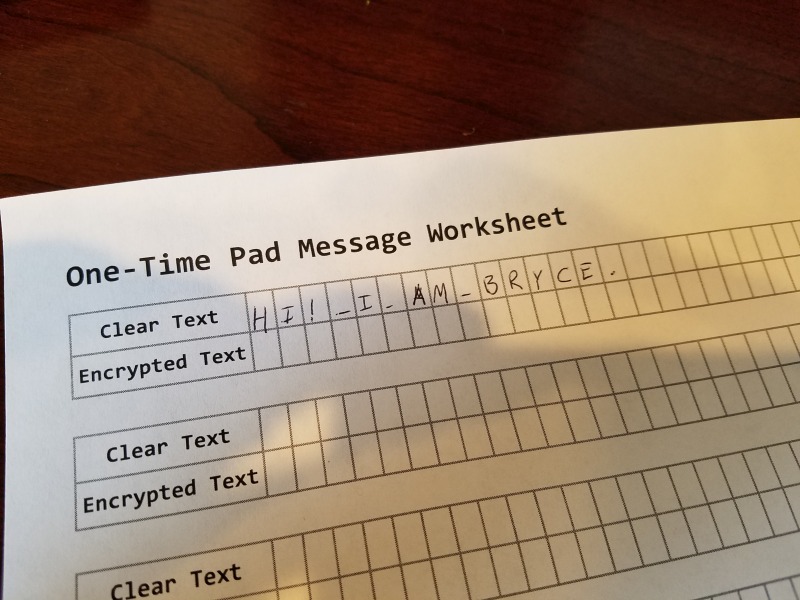 One-Time Pad Message Worksheet
Clear Text HI!_I_AM_BRYCE.
Encrypted Text
Clear Text
Encrypted Text
Clear Text